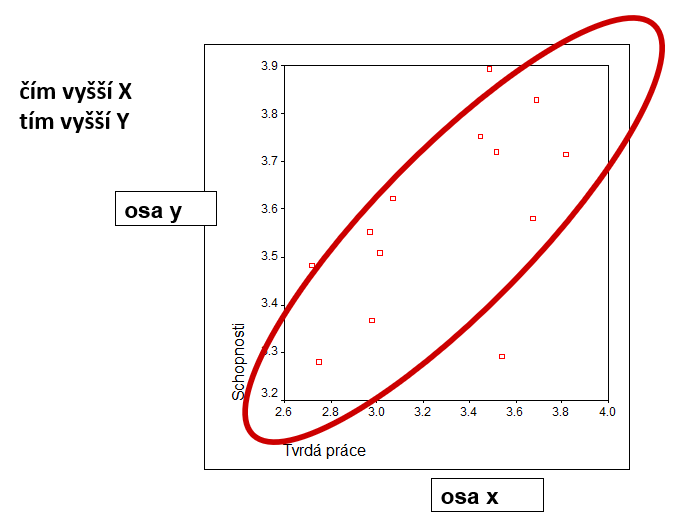 čím vyšší X
tím vyšší Y
osa y
Schopnosti
3.9
3.8
3.7
3.6
3.5
3.4
3.3
3.2
2.6 2.8 3.0 3.2 3.4 3.6 3.8 4.0
Tvrdá práce
osa x